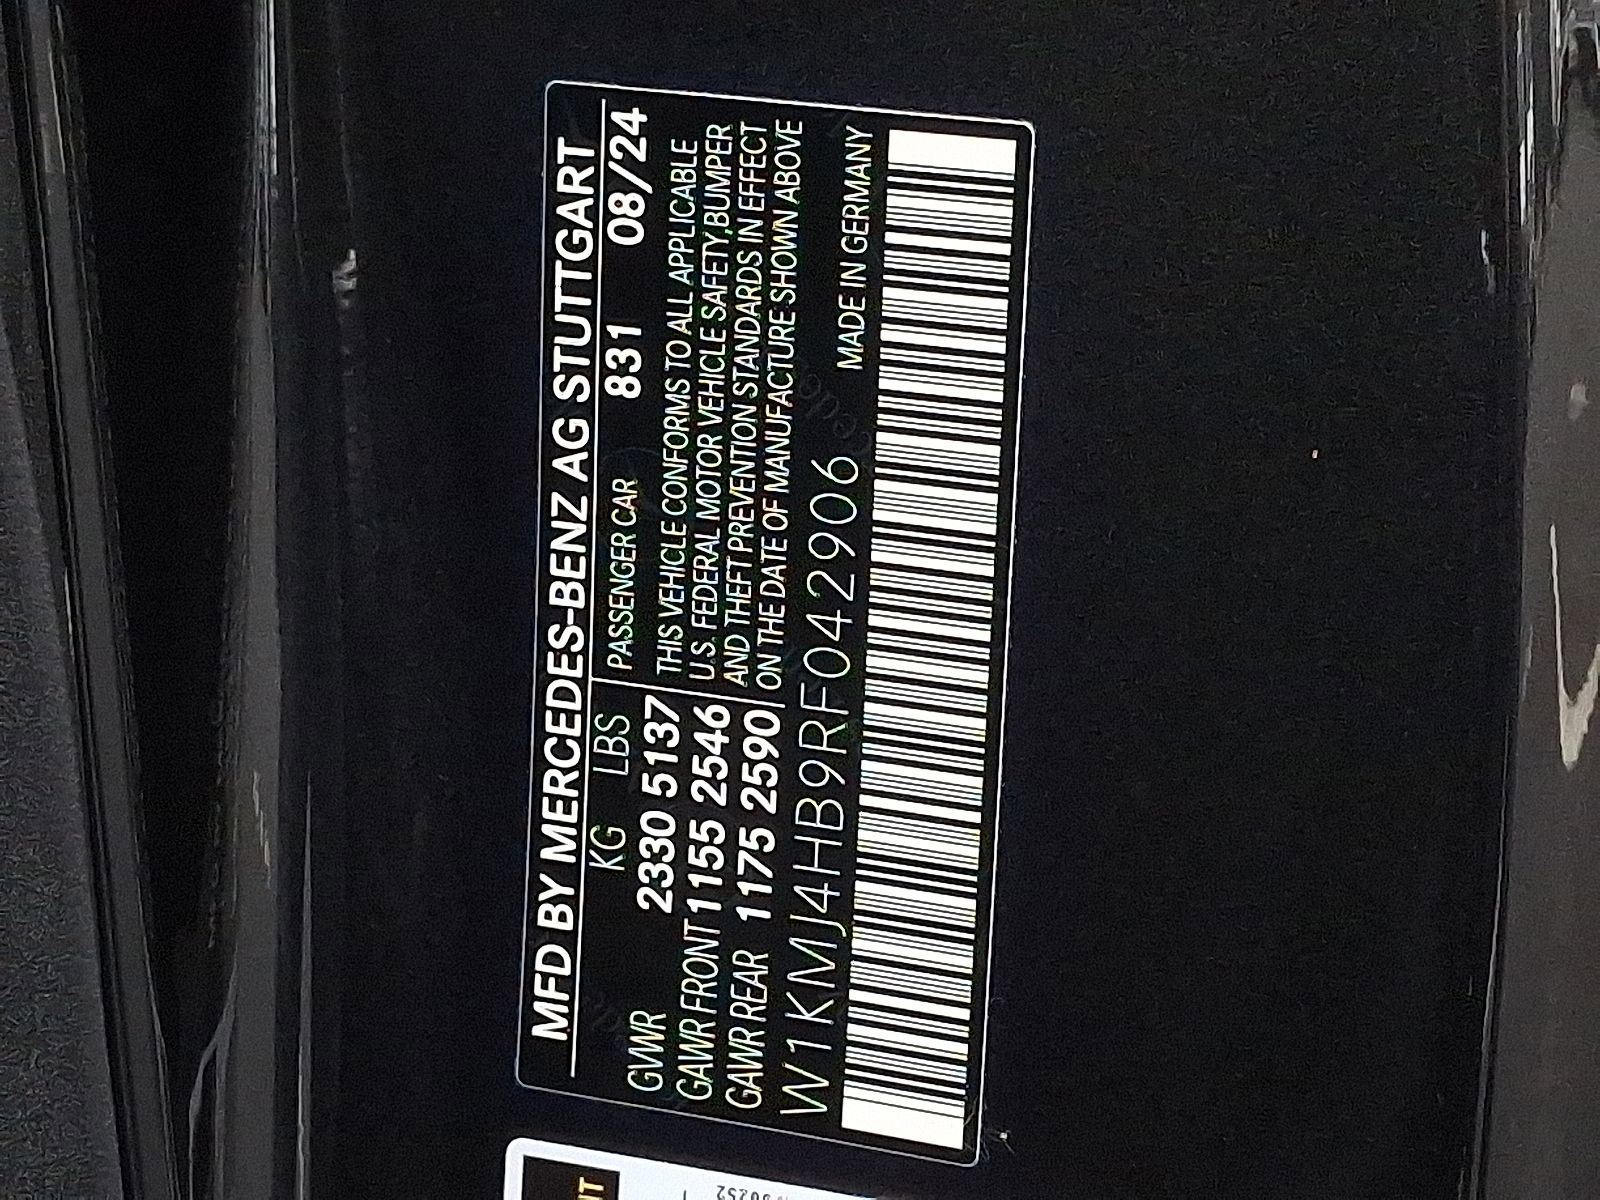 MFD BY MERCEDES-BENZ AG STUTTGART
KG LBS
GVWR 2330 5137
GAWR FRONT 1155 2546
GAWR REAR 1175 2590
PASSENGER CAR 831 08/24
THIS VEHICLE CONFORMS TO ALL APPLICABLE
U.S. FEDERAL MOTOR VEHICLE SAFETY,BUMPER
AND THEFT PREVENTION STANDARDS IN EFFECT
ON THE DATE OF MANUFACTURE SHOWN ABOVE
W1KMJ4HB9RF042906 MADE IN GERMANY